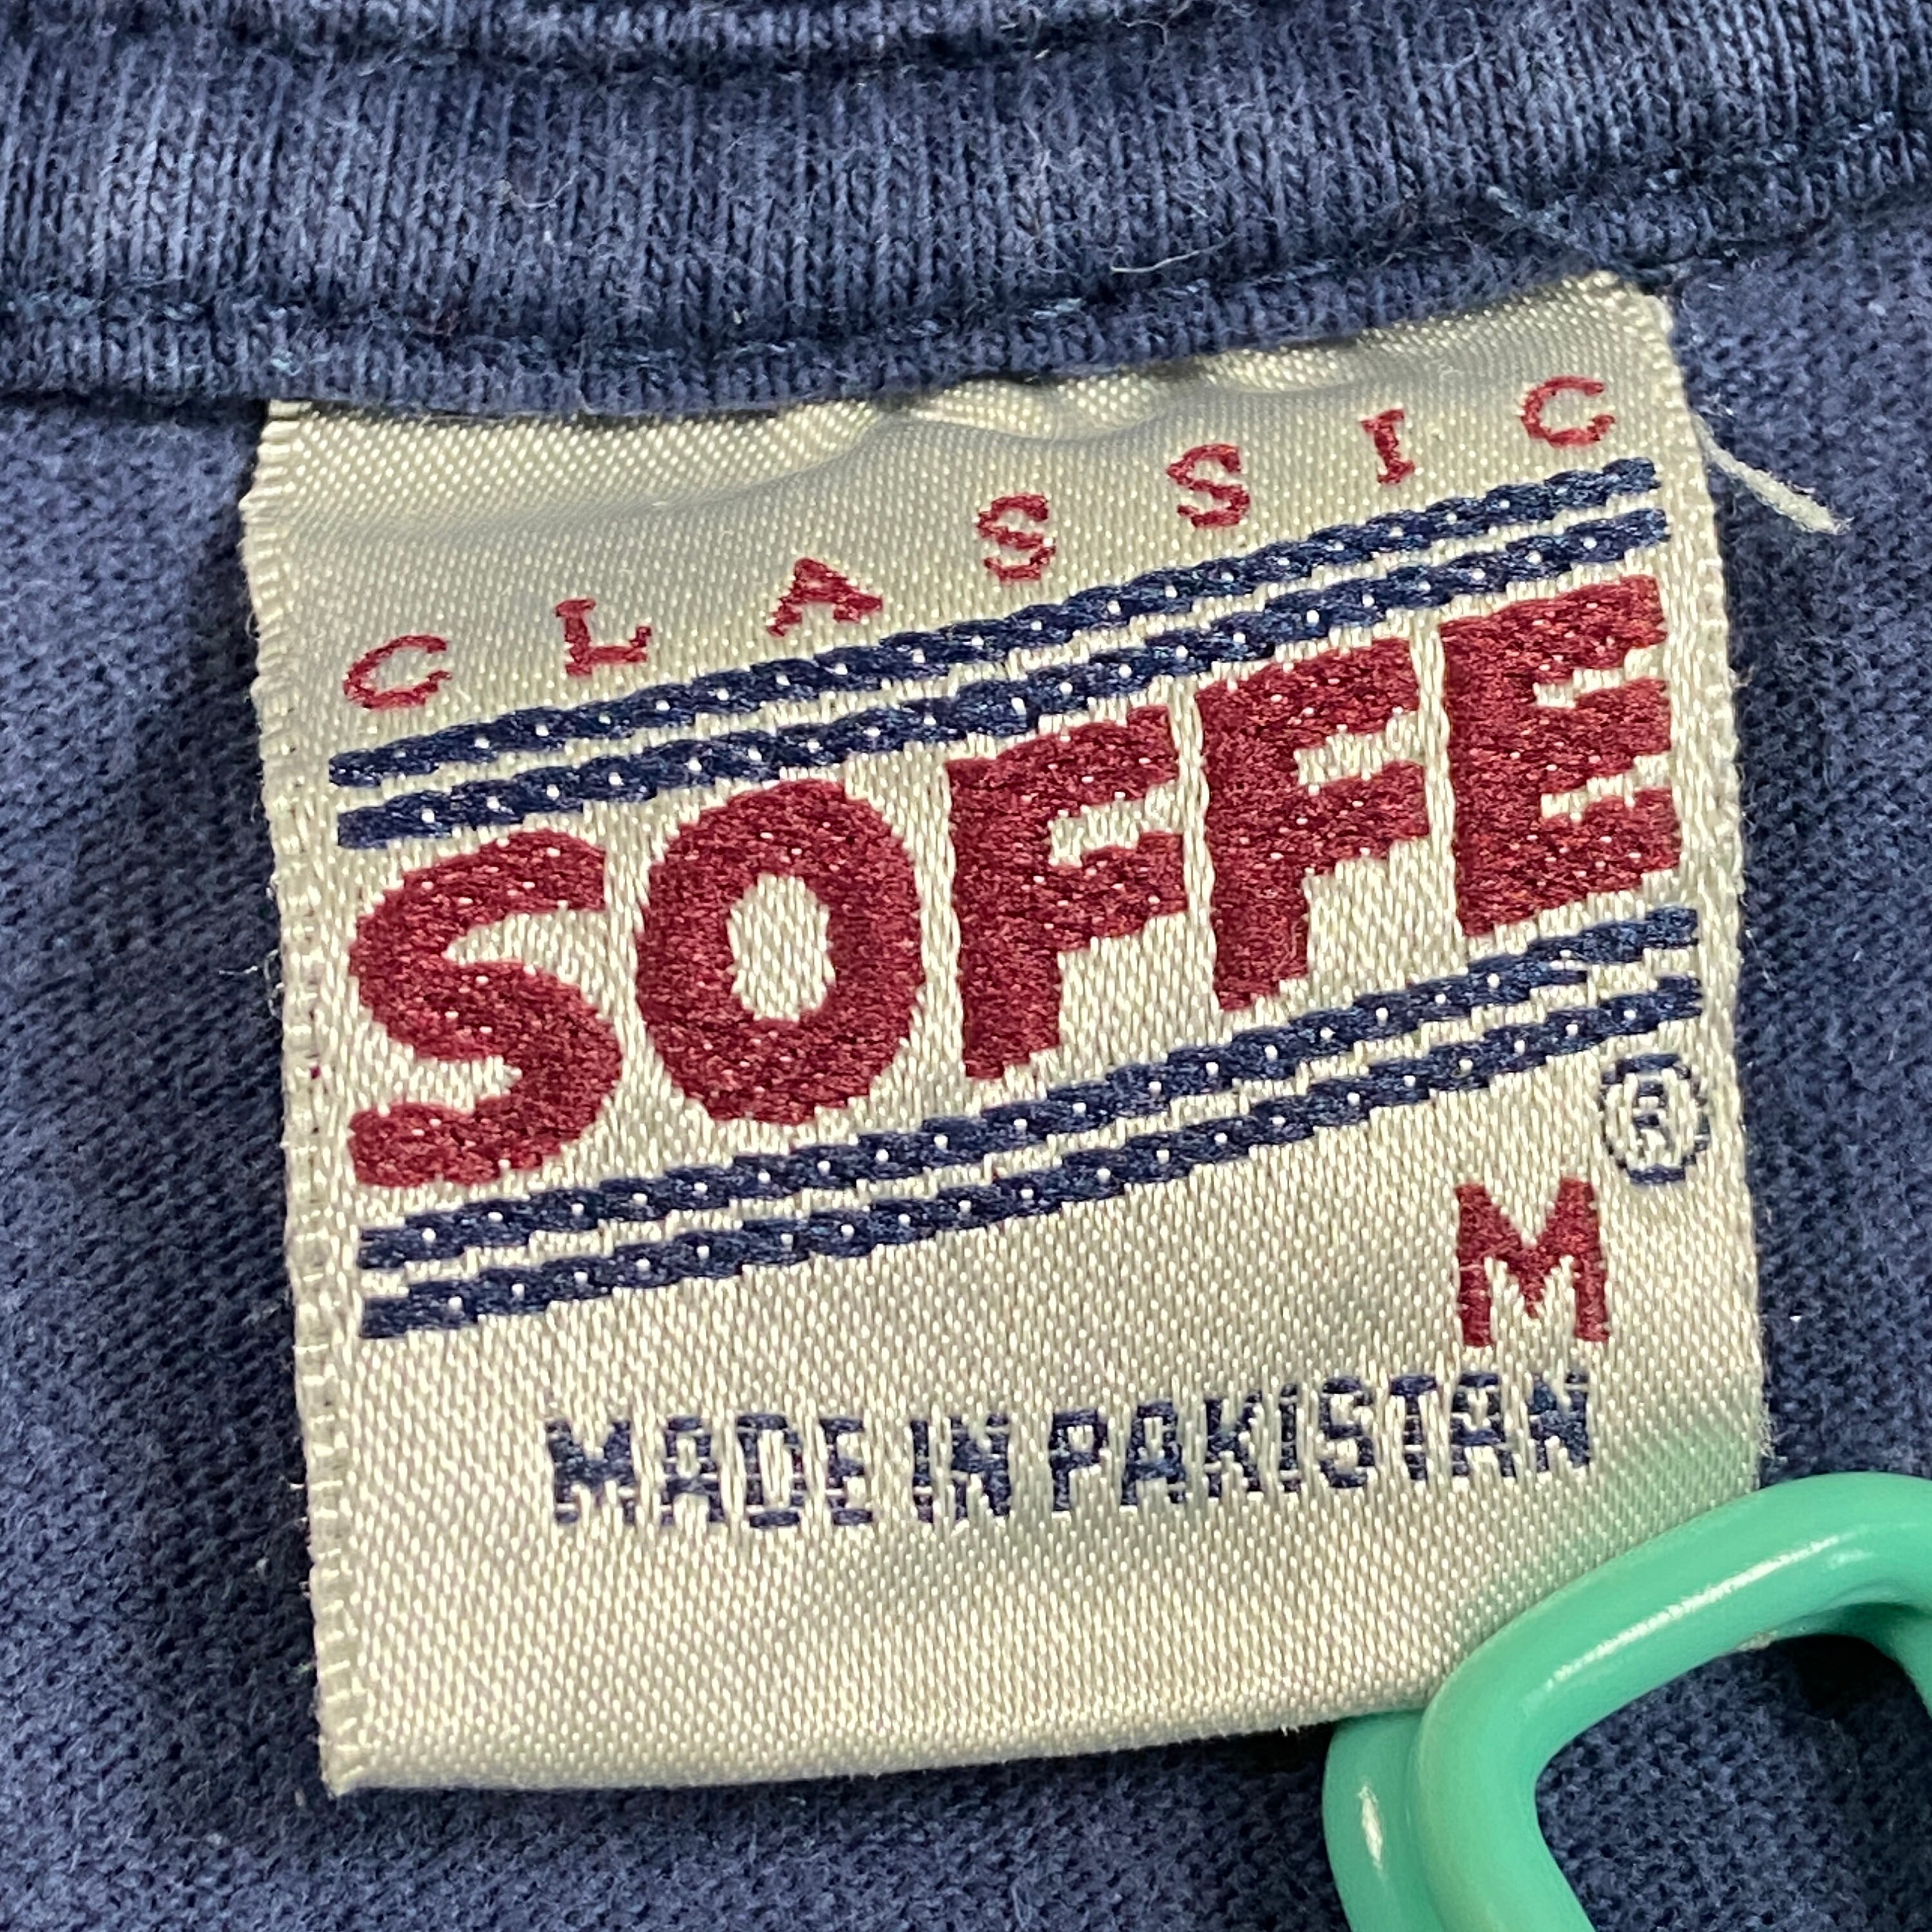 CLASSIC
SOFFE
®
M
MADE IN PAKISTAN